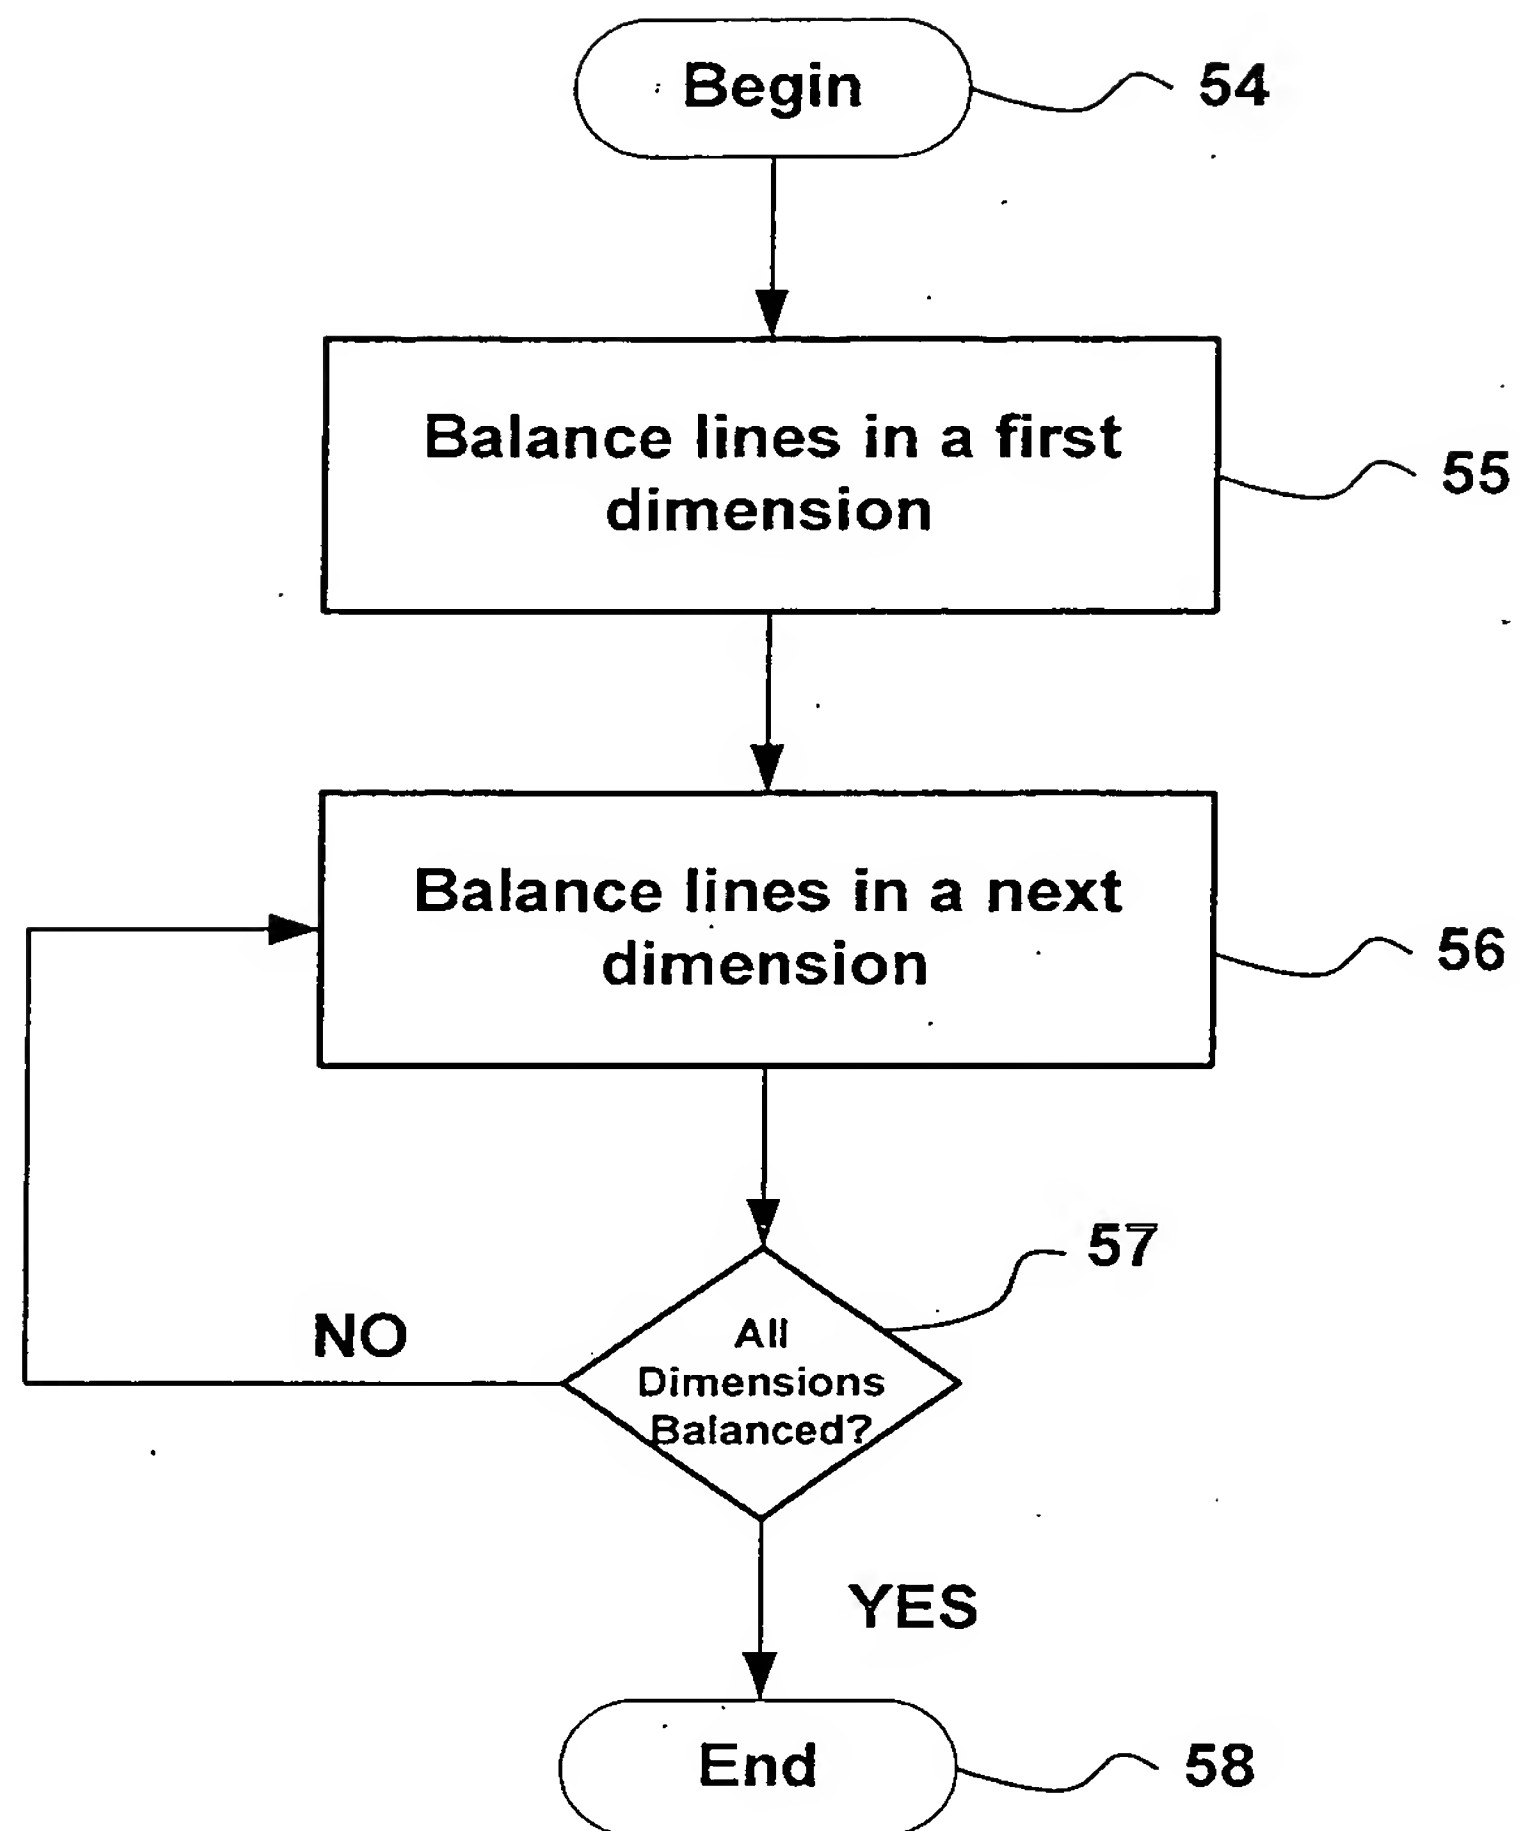 Begin
54
Balance lines in a first
dimension
55
Balance lines in a next
dimension
56
57
All
Dimensions
Balanced?
NO
YES
End
58